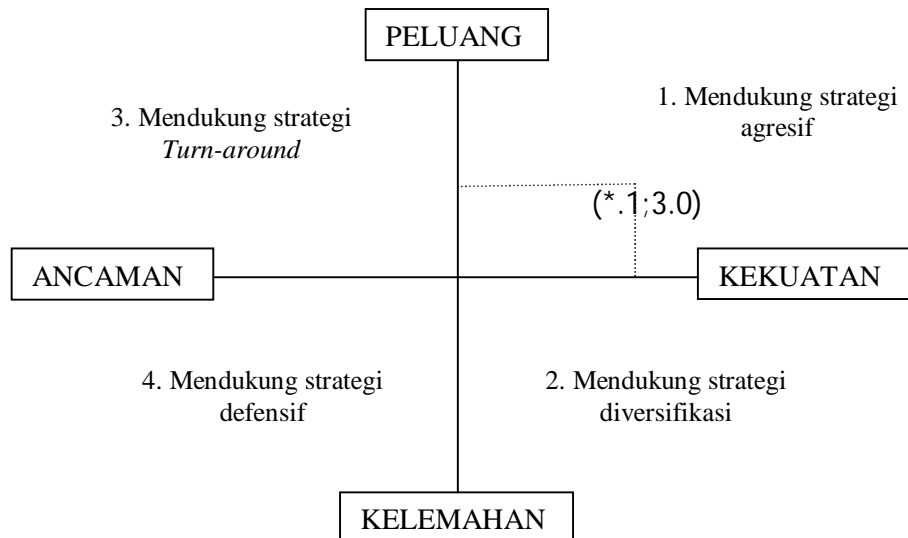 PELUANG
1. Mendukung strategi
agresif
3. Mendukung strategi
Turn-around
(*.1;3.0)
ANCAMAN
KEKUATAN
4. Mendukung strategi
defensif
2. Mendukung strategi
diversifikasi
KELEMAHAN